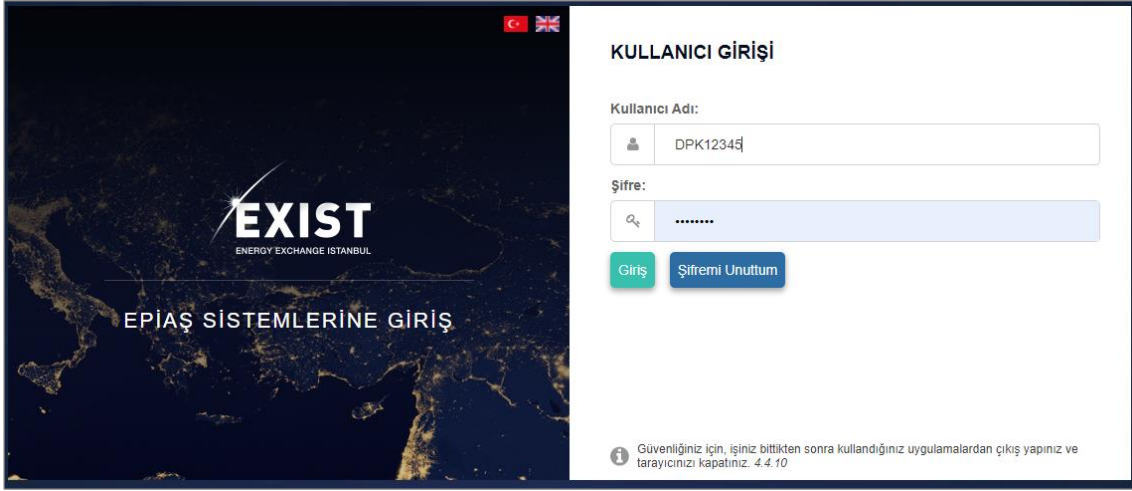 EXIST
ENERGY EXCHANGE ISTANBUL
EPİAŞ SİSTEMLERİNE GİRİŞ
KULLANICI GİRİŞİ
Kullanıcı Adı:
DPK12345
Şifre:
••••••••
Giriş Şifremi Unuttum
Güvenliğiniz için, işiniz bittikten sonra kullandığınız uygulamalardan çıkış yapınız ve
tarayıcınızı kapatınız. 4.4.10